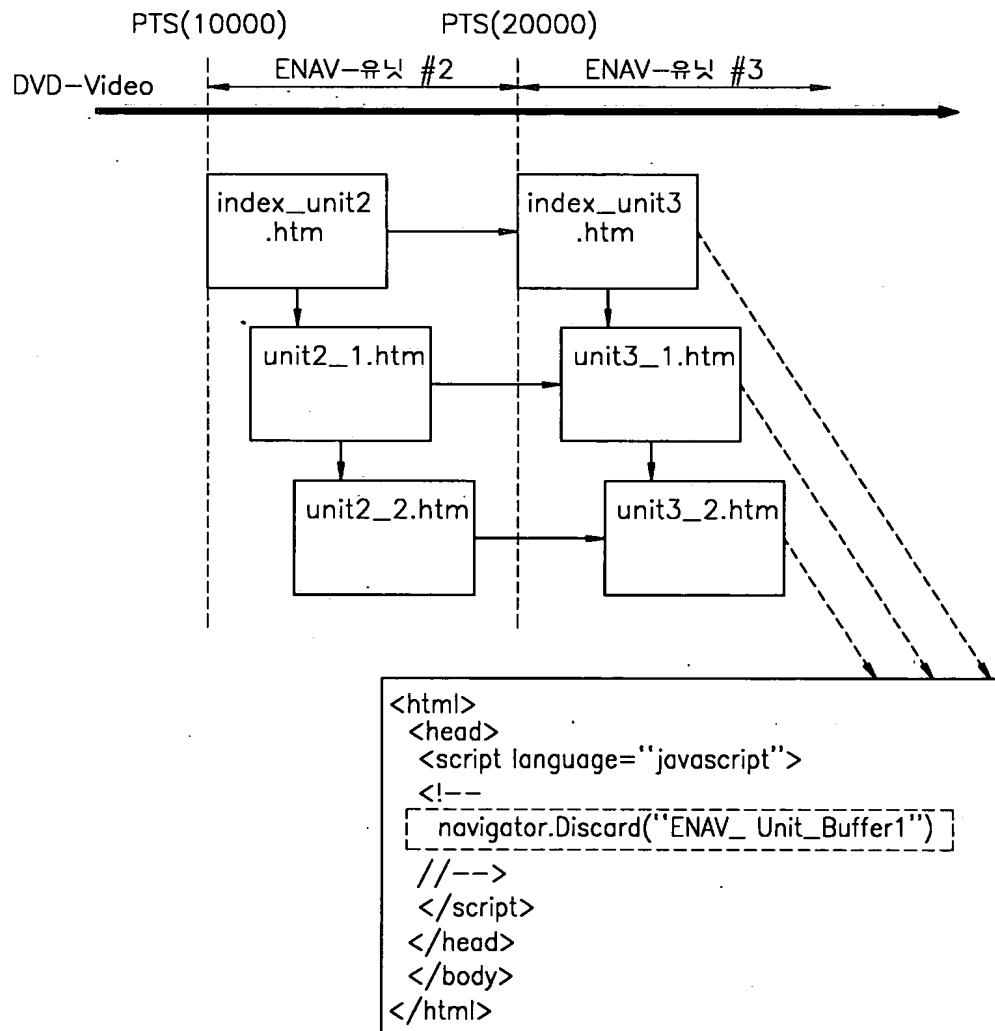 PTS(10000) PTS(20000)
ENAV-유닛 #2 ENAV-유닛 #3
DVD-Video
index_unit2
.htm
index_unit3
.htm
unit2_1.htm
unit3_1.htm
unit2_2.htm
unit3_2.htm
<html>
<head>
<script language="javascript">
<!--
navigator.Discard("ENAV_ Unit_Buffer1")
//-->
</script>
</head>
</body>
</html>